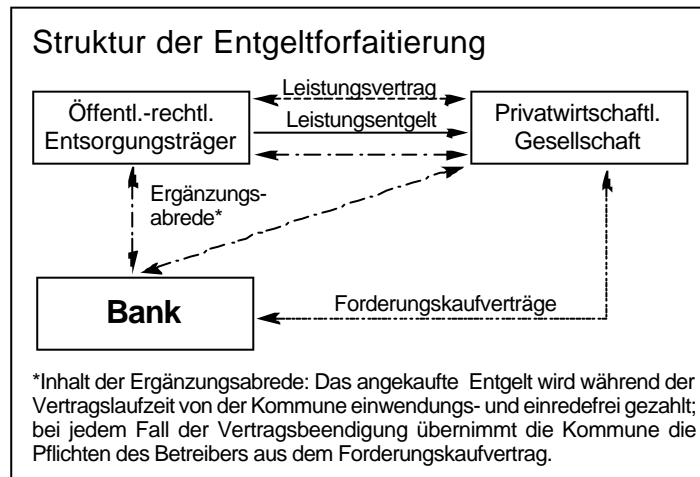 Struktur der Entgeltforfaitierung
Leistungsvertrag
Öffentl.-rechtl.
Entsorgungsträger
Leistungsentgelt
Privatwirtschaftl.
Gesellschaft
Ergänzungs-
abrede*
Bank
Forderungskaufverträge
*Inhalt der Ergänzungsabrede: Das angekaufte Entgelt wird während der
Vertragslaufzeit von der Kommune einwendungs- und einredefrei gezahlt;
bei jedem Fall der Vertragsbeendigung übernimmt die Kommune die
Pflichten des Betreibers aus dem Forderungskaufvertrag.